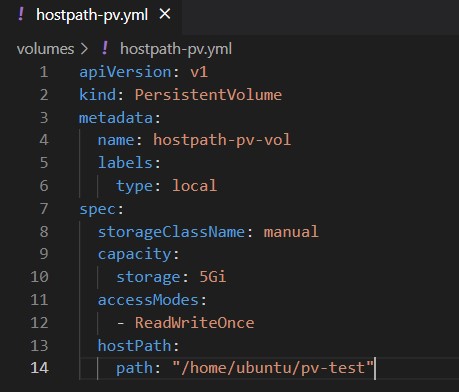 ! hostpath-pv.yml ×
volumes > ! hostpath-pv.yml
1 apiVersion: v1
2 kind: PersistentVolume
3 metadata:
4   name: hostpath-pv-vol
5   labels:
6     type: local
7 spec:
8   storageClassName: manual
9   capacity:
10     storage: 5Gi
11   accessModes:
12     - ReadWriteOnce
13   hostPath:
14     path: "/home/ubuntu/pv-test"